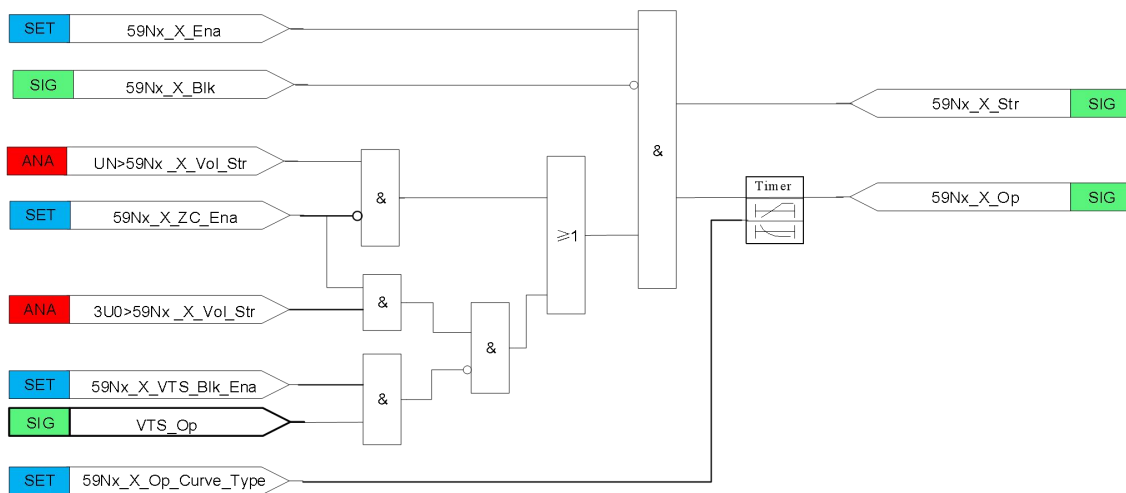 SET 59Nx_X_Ena
SIG 59Nx_X_Blk
59Nx_X_Str SIG
ANA UN>59Nx _X_Vol_Str
&
&
Timer
SET 59Nx_X_ZC_Ena
59Nx_X_Op SIG
≥1
ANA 3U0>59Nx _X_Vol_Str
&
&
SET 59Nx_X_VTS_Blk_Ena
&
SIG VTS_Op
SET 59Nx_X_Op_Curve_Type